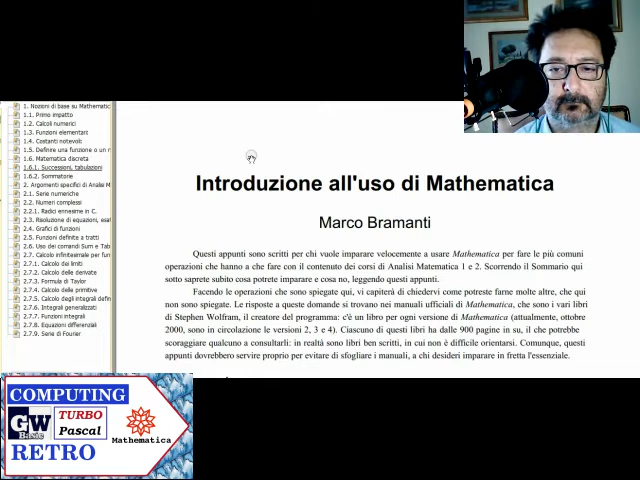 1. Nozioni di base su Mathematic
1.1. Primo impatto
1.2. Calcoli numerici
1.3. Funzioni elementari
1.4. Costanti notevoli
1.5. Definire una funzione o un r
1.6. Matematica discreta
1.6.1. Successioni, tabulazioni
1.6.2. Sommatorie
2. Argomenti specifici di Analisi M
2.1. Serie numeriche
2.2. Numeri complessi
2.2.1. Radici ennesime in C.
2.3. Risoluzione di equazioni, esat
2.4. Grafici di funzioni
2.5. Funzioni definite a tratti
2.6. Uso dei comandi Sum e Tab
2.7. Calcolo infinitesimale per fun
2.7.1. Calcolo dei limiti
2.7.2. Calcolo delle derivate
2.7.3. Formula di Taylor
2.7.4. Calcolo delle primitive
2.7.5. Calcolo degli integrali defin
2.7.6. Integrali generalizzati
2.7.7. Funzioni integrali
2.7.8. Equazioni differenziali
2.7.9. Serie di Fourier
Introduzione all'uso di Mathematica
Marco Bramanti
Questi appunti sono scritti per chi vuole imparare velocemente a usare Mathematica per fare le più comuni
operazioni che hanno a che fare con il contenuto dei corsi di Analisi Matematica 1 e 2. Scorrendo il Sommario qui
sotto saprete subito cosa potrete imparare e cosa no, leggendo questi appunti.
Facendo le operazioni che sono spiegate qui, vi capiterà di chiedervi come potreste farne molte altre, che qui
non sono spiegate. Le risposte a queste domande si trovano nei manuali ufficiali di Mathematica, che sono i vari libri
di Stephen Wolfram, il creatore del programma: c'è un libro per ogni versione di Mathematica (attualmente, ottobre
2000, sono in circolazione le versioni 2, 3 e 4). Ciascuno di questi libri ha dalle 900 pagine in su, il che potrebbe
scoraggiare qualcuno a consultarli: in realtà sono libri ben scritti, in cui non è difficile orientarsi. Comunque, questi
appunti dovrebbero servire proprio per evitare di sfogliare i manuali, a chi desideri imparare in fretta l'essenziale.
COMPUTING
GW
Basic
TURBO
Pascal
Mathematica
RETRO